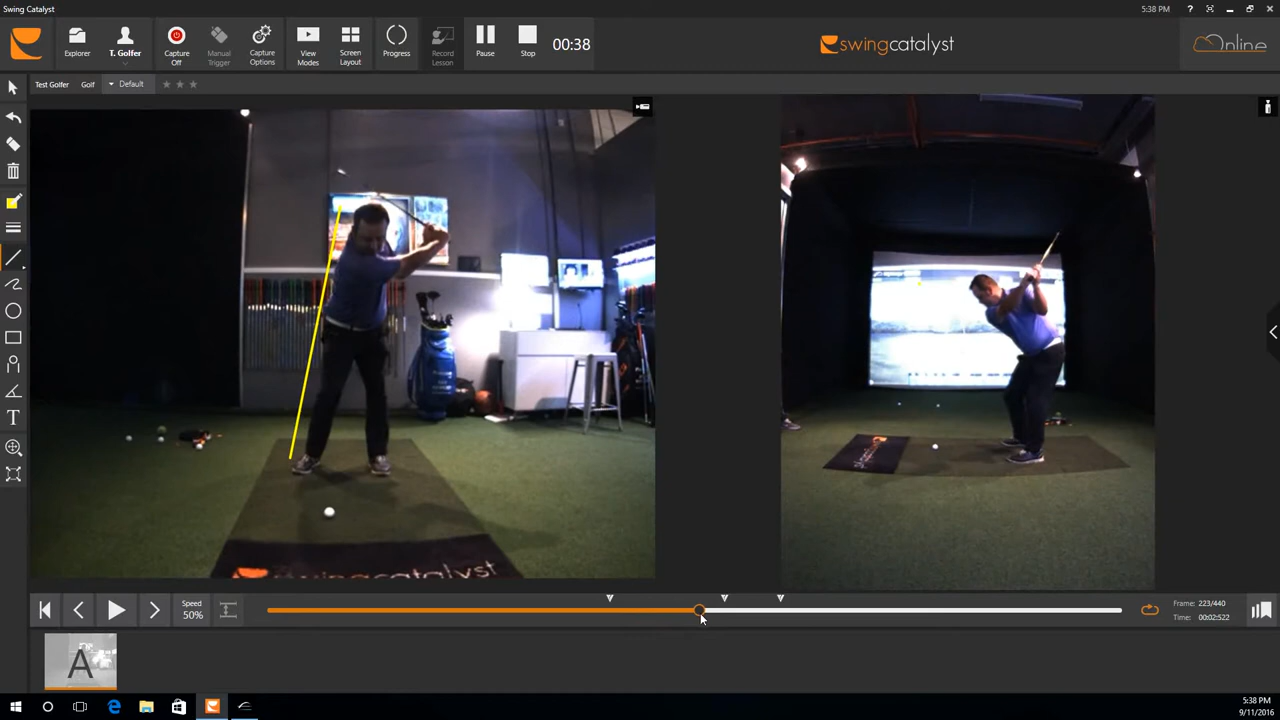 Swing Catalyst
5:38 PM
Explorer
T. Golfer
Capture Off
Manual Trigger
Capture Options
View Modes
Screen Layout
Progress
Record Lesson
Pause
Stop
00:38
swingcatalyst
Online
Test Golfer
Golf
Default
T
swingcatalyst
Speed
50%
Frame: 223/440
Time: 00:02:522
A
5:38 PM
9/11/2016